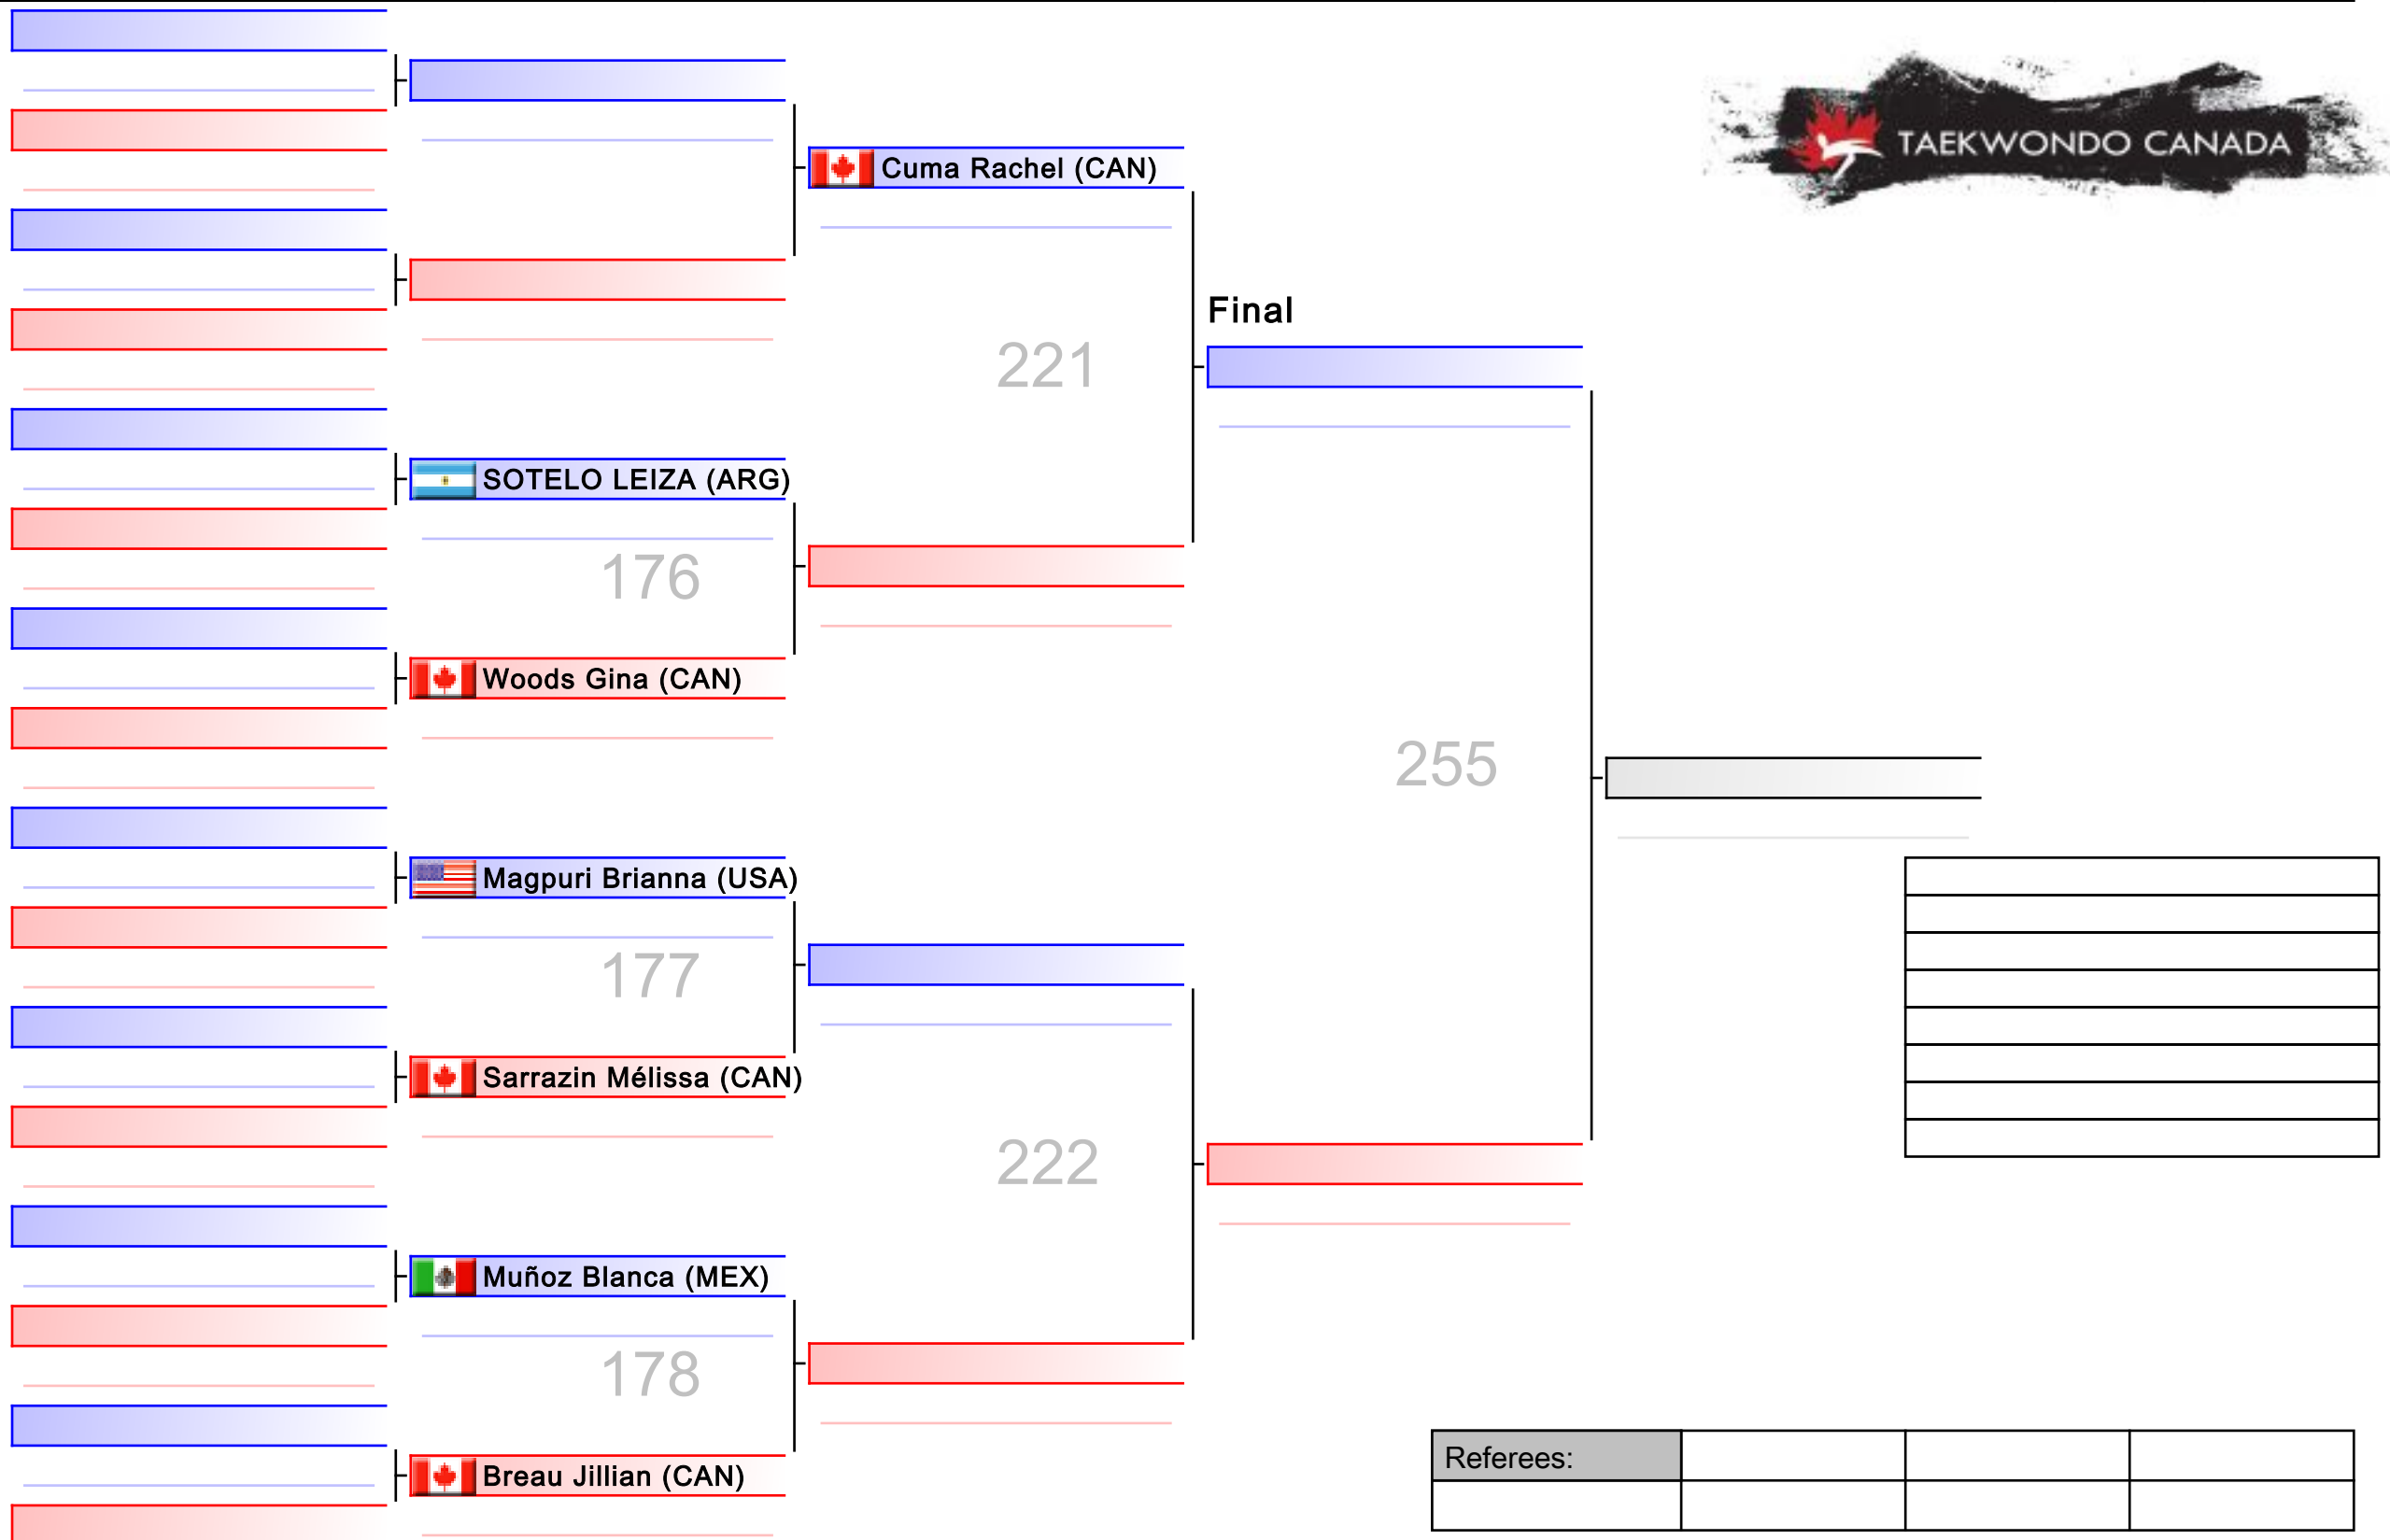 TAEKWONDO CANADA
Cuma Rachel (CAN)
Final
221
SOTELO LEIZA (ARG)
176
Woods Gina (CAN)
255
Magpuri Brianna (USA)
177
Sarrazin Mélissa (CAN)
222
Muñoz Blanca (MEX)
178
Breau Jillian (CAN)
Referees: